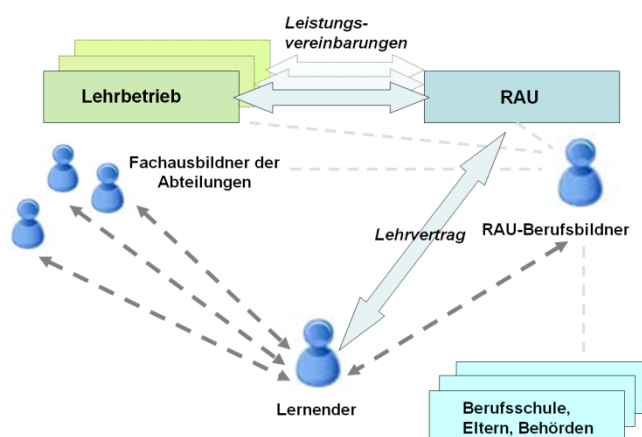 Leistungs-
vereinbarungen
Lehrbetrieb
RAU
Fachausbildner der
Abteilungen
Lehrvertrag
RAU-Berufsbildner
Lernender
Berufsschule,
Eltern, Behörden